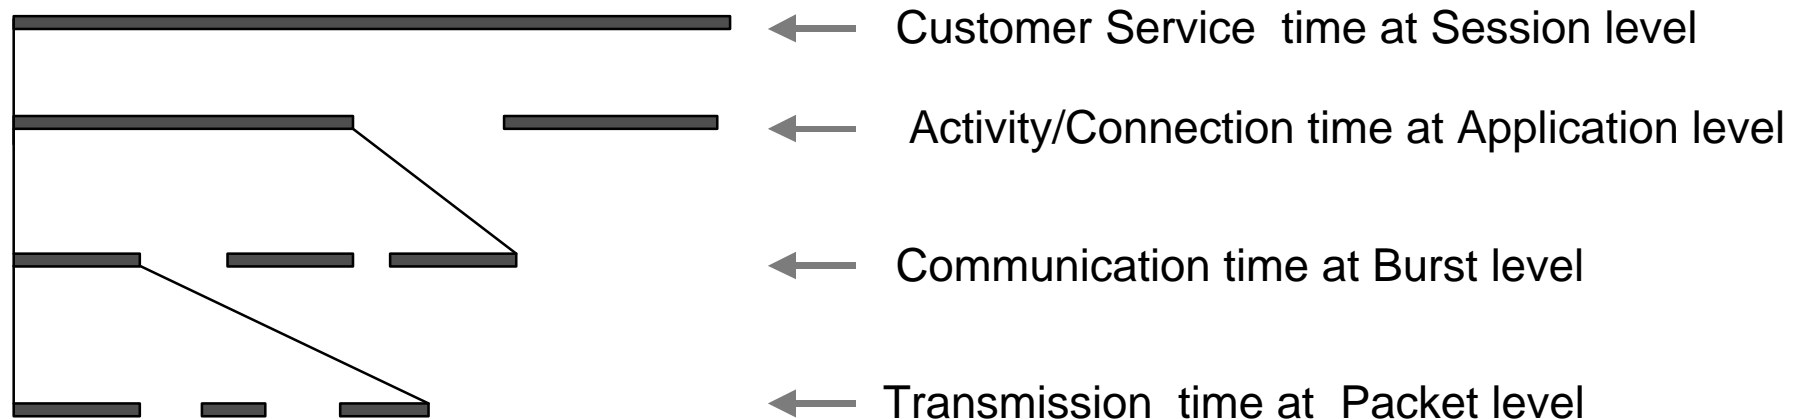 Customer Service time at Session level
Activity/Connection time at Application level
Communication time at Burst level
Transmission time at Packet level